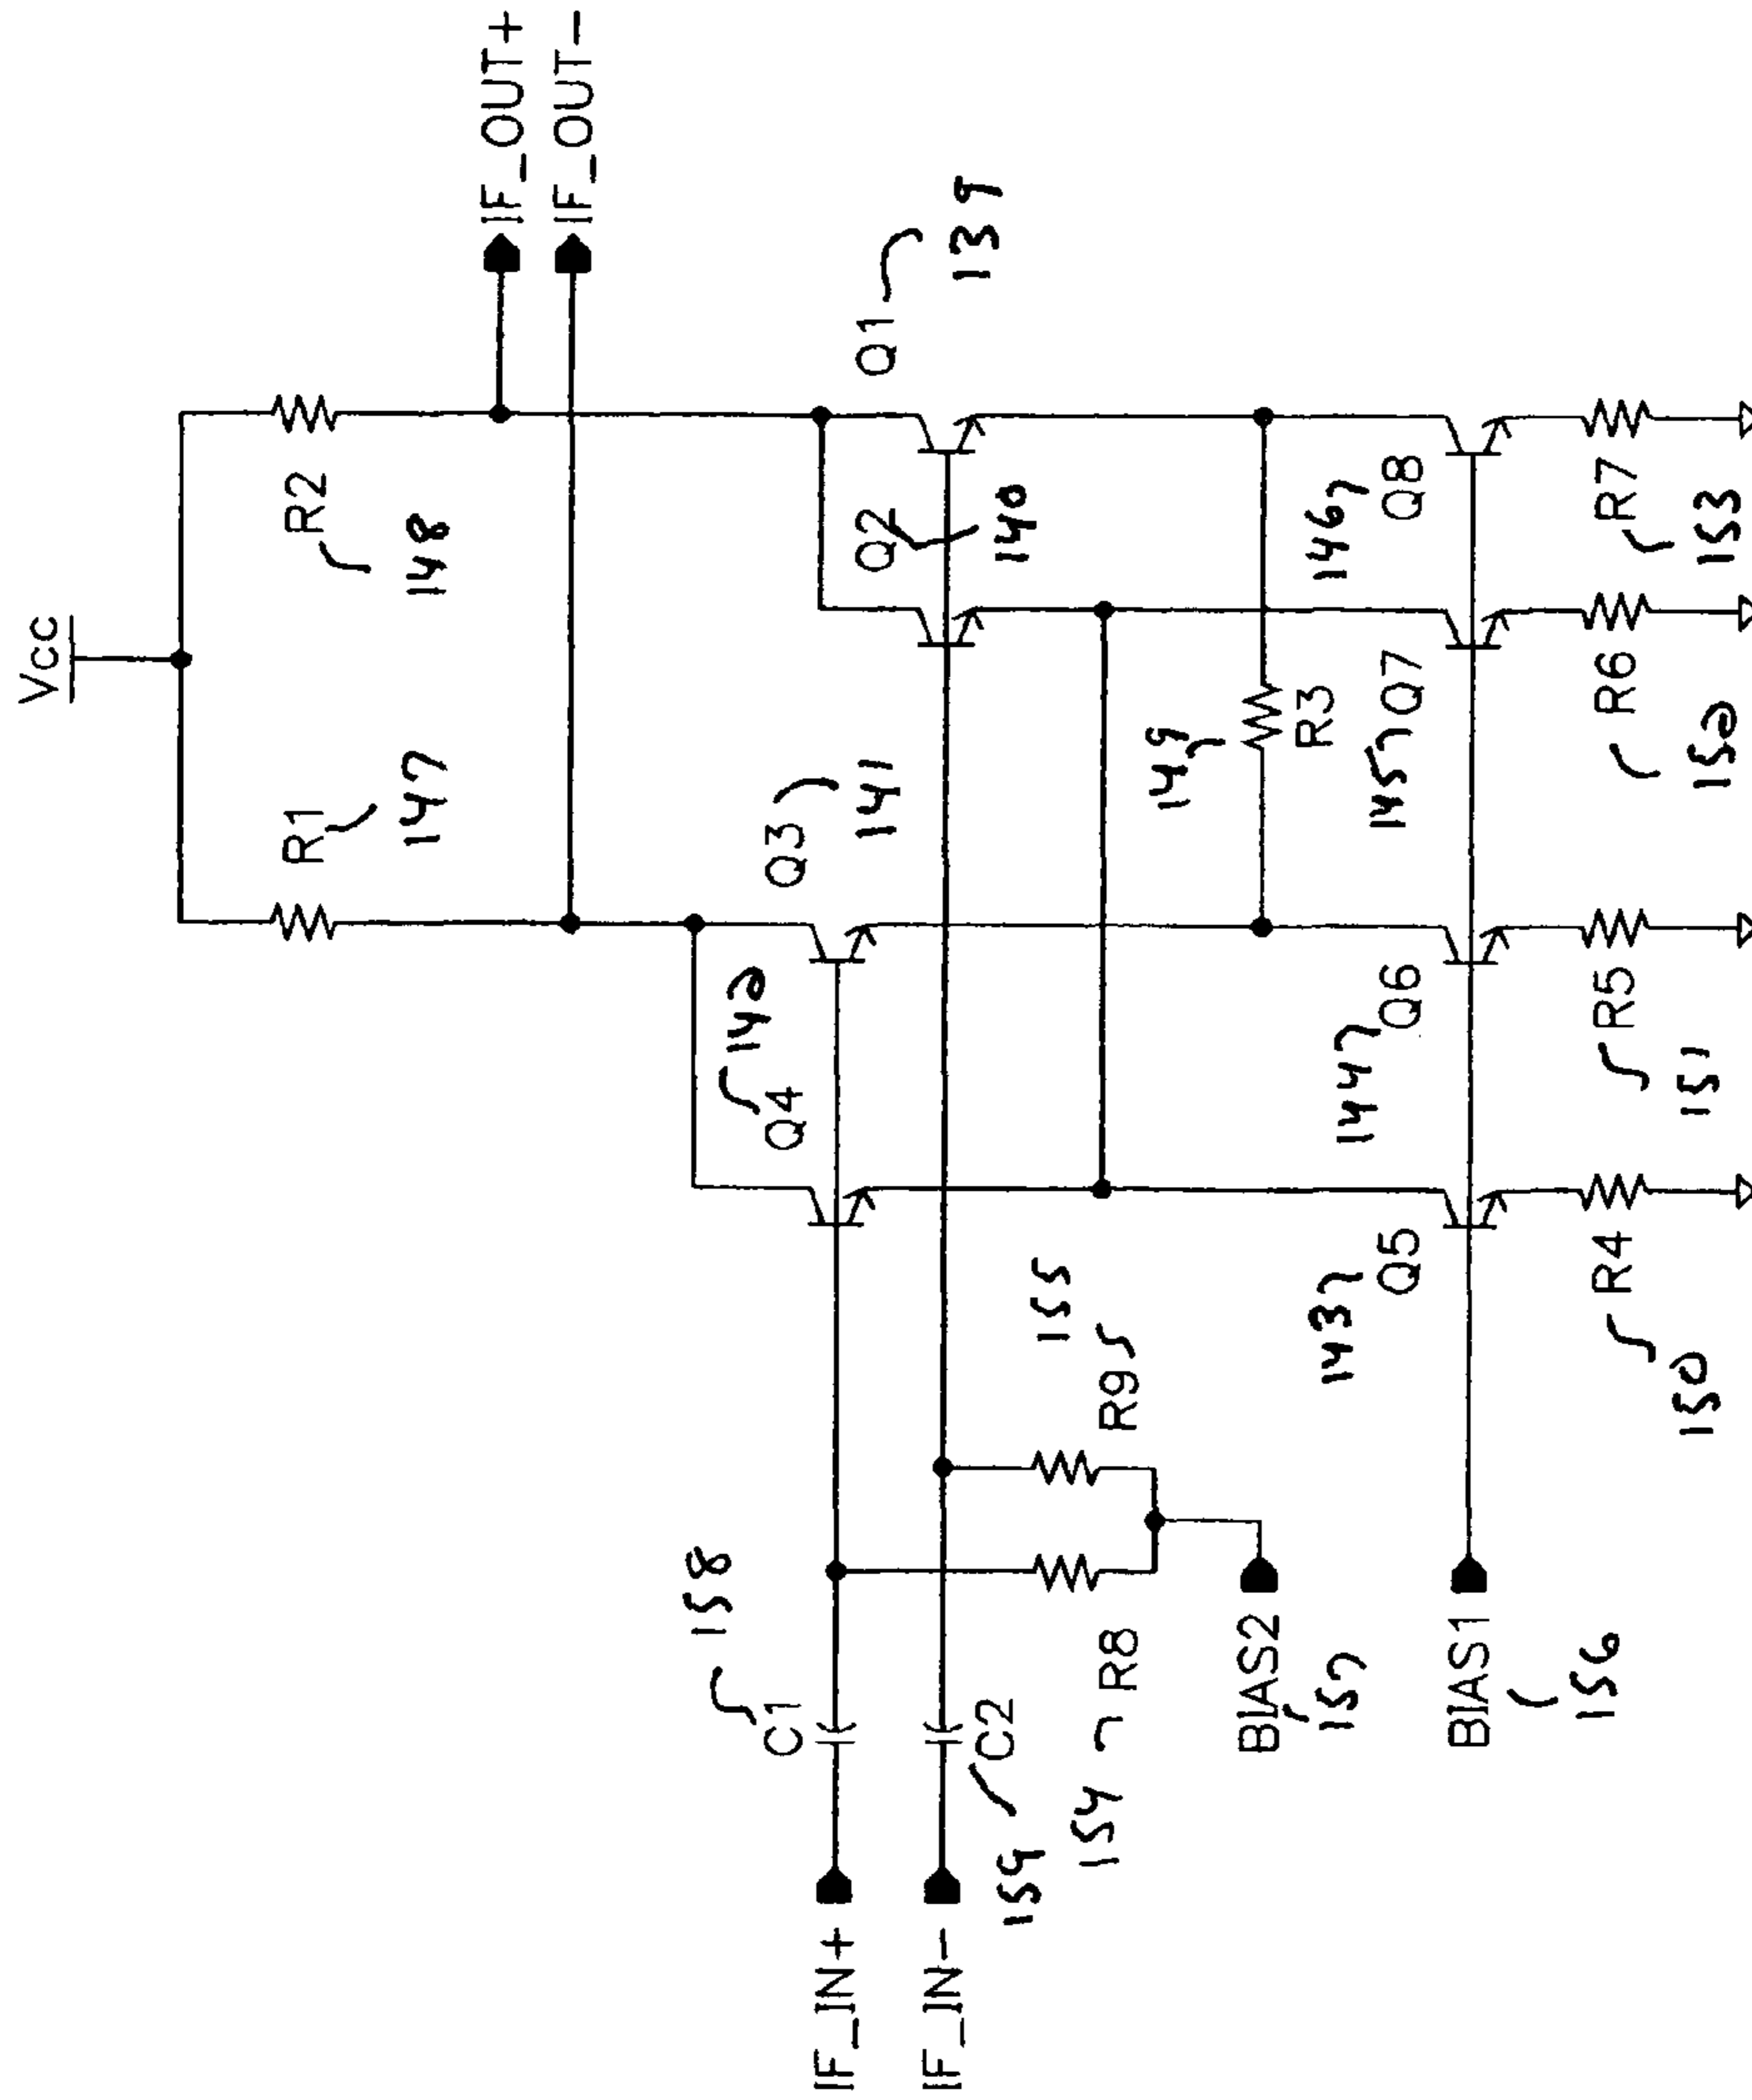 Vcc
R1 R2
147 148
IF_OUT+
IF_OUT−
158
142
C1 Q4 Q3
IF_IN+
141 Q2 Q1
IF_IN−
139
C2 140
159
155
154 R8 R9
149
BIAS2
R3
157 143 144 146
Q5 Q6 145 Q7 Q8
BIAS1
156
R4 R5 R6 R7
150 151 152 153